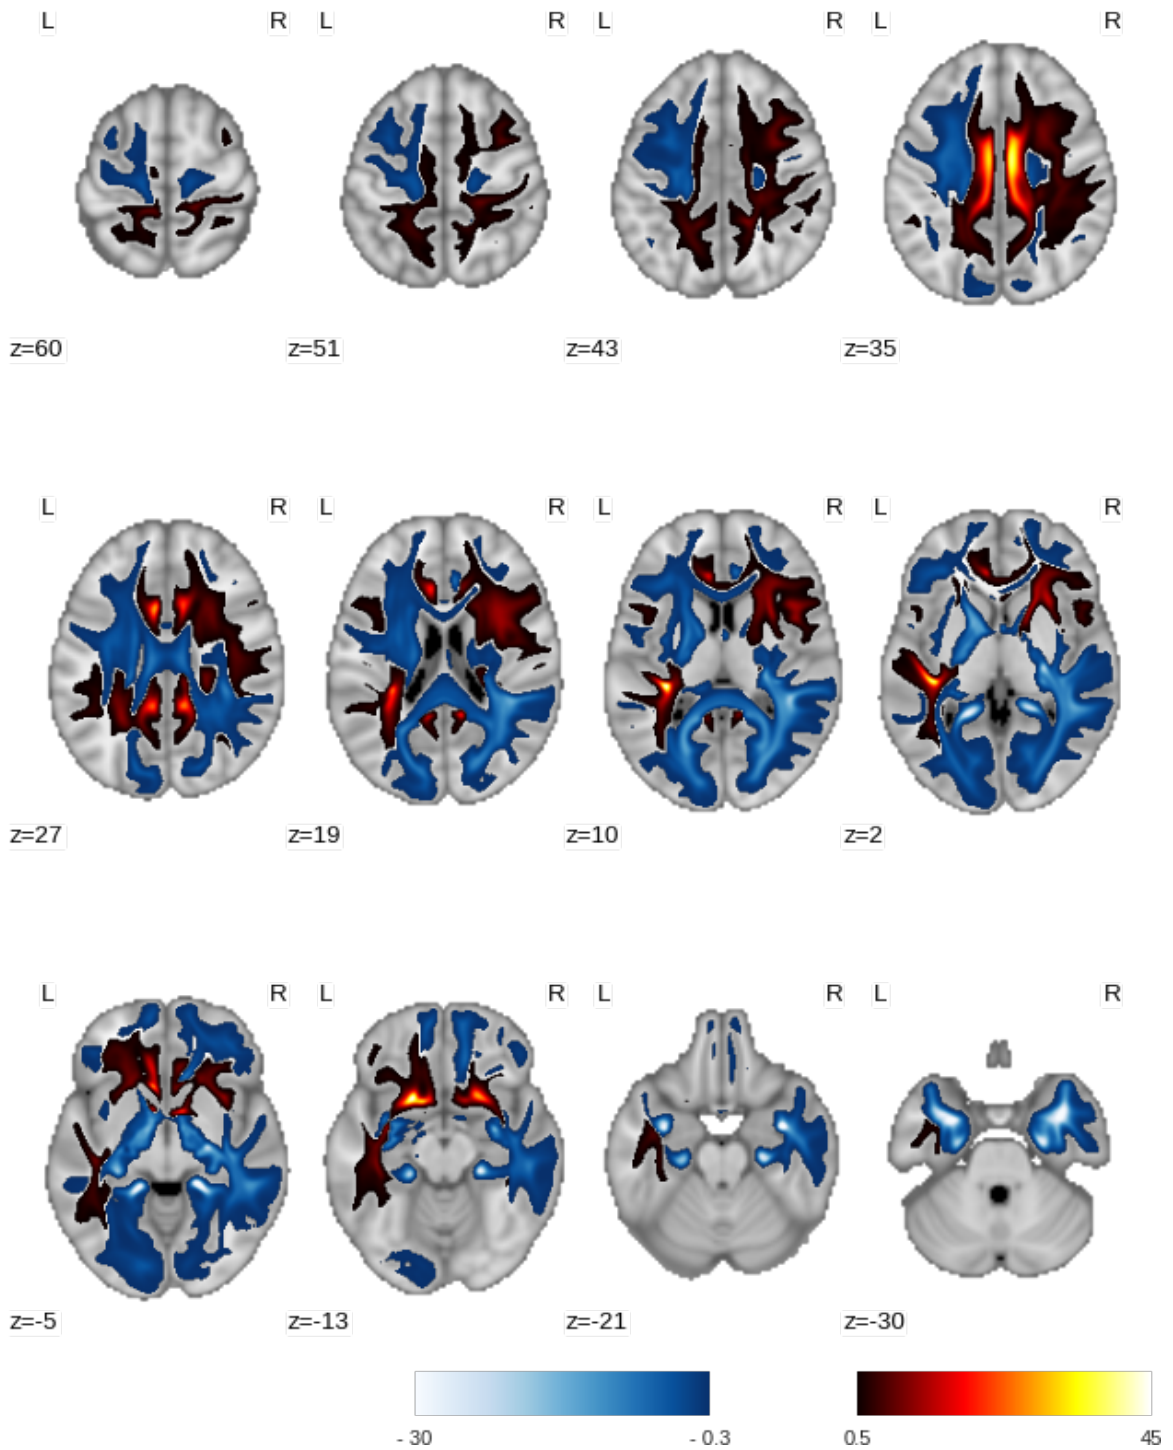 L R L R L R L R
z=60 z=51 z=43 z=35
L R L R L R L R
z=27 z=19 z=10 z=2
L R L R L R L R
z=-5 z=-13 z=-21 z=-30
- 30 - 0.3 0.5 45